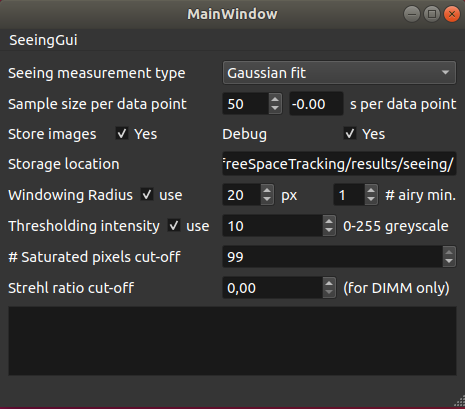 MainWindow
SeeingGui
Seeing measurement type Gaussian fit
Sample size per data point 50 -0.00 s per data point
Store images Yes Debug Yes
Storage location freeSpaceTracking/results/seeing/
Windowing Radius use 20 px 1 # airy min.
Thresholding intensity use 10 0-255 greyscale
# Saturated pixels cut-off 99
Strehl ratio cut-off 0,00 (for DIMM only)